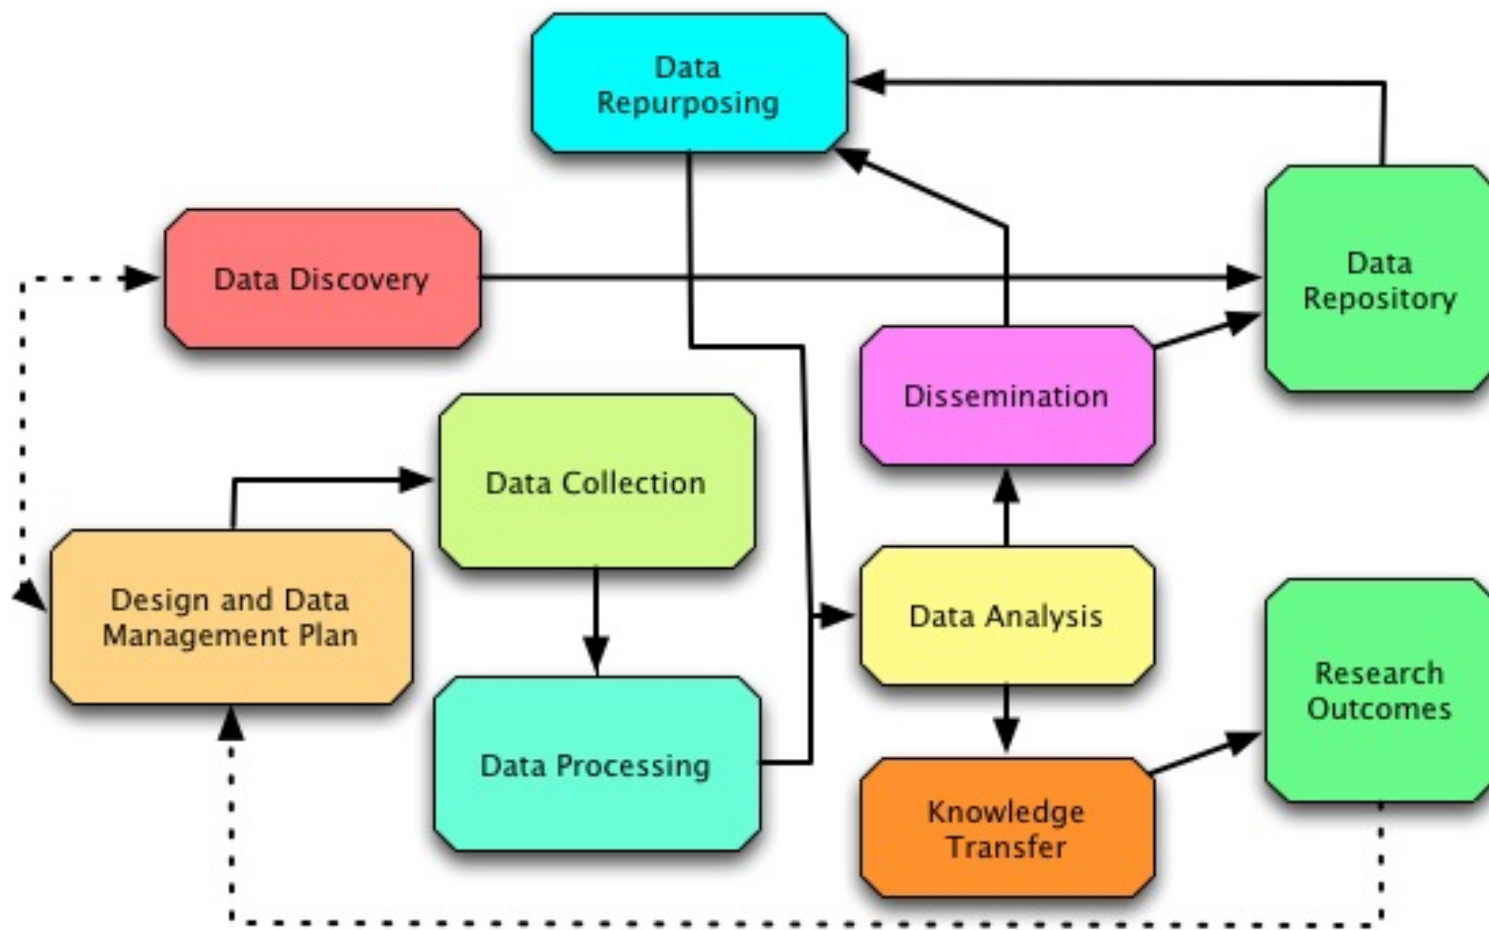 Data
Repurposing
Data Discovery
Data
Repository
Dissemination
Data Collection
Design and Data
Management Plan
Data Analysis
Research
Outcomes
Data Processing
Knowledge
Transfer